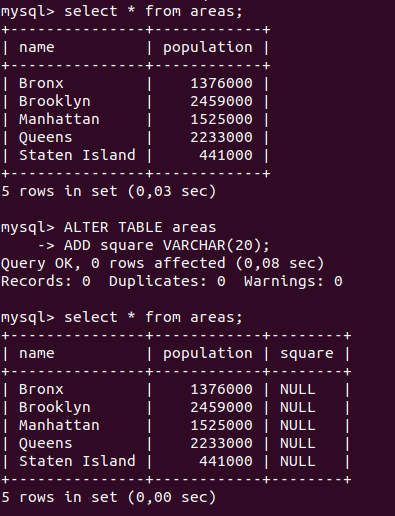 mysql> select * from areas;
+---------------+------------+
| name          | population |
+---------------+------------+
| Bronx         |    1376000 |
| Brooklyn      |    2459000 |
| Manhattan     |    1525000 |
| Queens        |    2233000 |
| Staten Island |     441000 |
+---------------+------------+
5 rows in set (0,03 sec)

mysql> ALTER TABLE areas
    -> ADD square VARCHAR(20);
Query OK, 0 rows affected (0,08 sec)
Records: 0  Duplicates: 0  Warnings: 0

mysql> select * from areas;
+---------------+------------+--------+
| name          | population | square |
+---------------+------------+--------+
| Bronx         |    1376000 | NULL   |
| Brooklyn      |    2459000 | NULL   |
| Manhattan     |    1525000 | NULL   |
| Queens        |    2233000 | NULL   |
| Staten Island |     441000 | NULL   |
+---------------+------------+--------+
5 rows in set (0,00 sec)